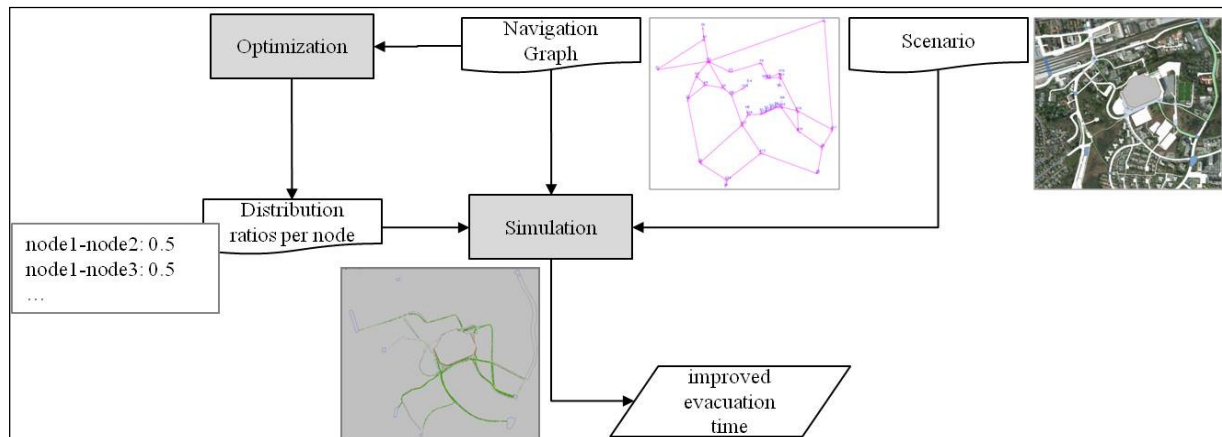 Optimization
Navigation
Graph
Scenario
Distribution
ratios per node
Simulation
node1-node2: 0.5
node1-node3: 0.5
…
improved
evacuation
time